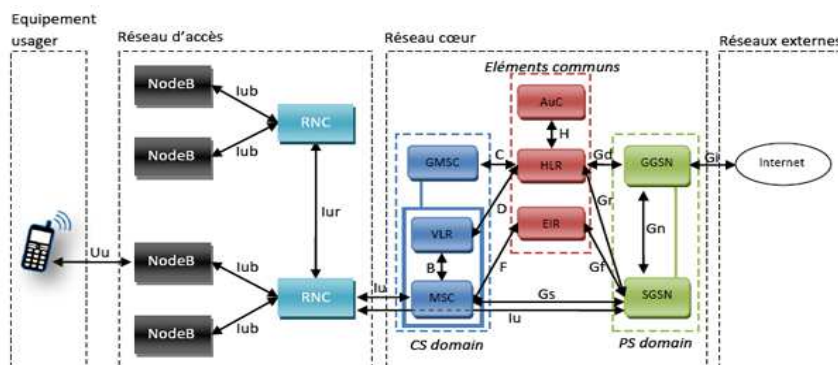 Equipement
usager
Réseau d'accès
Réseau cœur
Réseaux externes
Eléments communs
NodeB
Iub
RNC
NodeB
Iub
Iur
Uu
NodeB
Iub
RNC
NodeB
Iub
Iu
AuC
H
GMSC
C
HLR
Gd
GGSN
Gi
Internet
D
Gr
VLR
EIR
Gn
B
F
Gf
MSC
Gs
SGSN
Iu
CS domain
PS domain